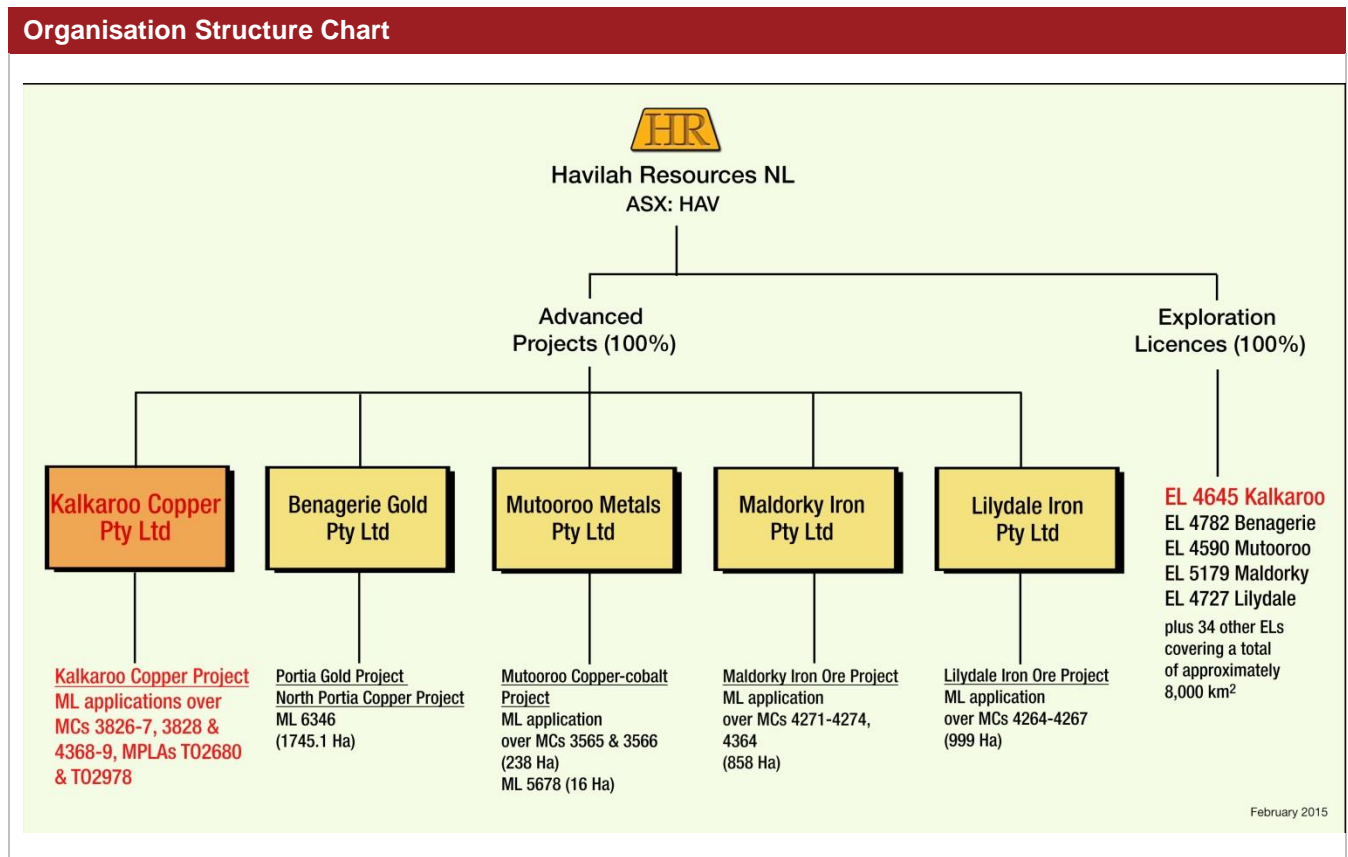 Organisation Structure Chart
HR
Havilah Resources NL
ASX: HAV
Advanced
Projects (100%)
Exploration
Licences (100%)
Kalkaroo Copper
Pty Ltd
Benagerie Gold
Pty Ltd
Mutooroo Metals
Pty Ltd
Maldorky Iron
Pty Ltd
Lilydale Iron
Pty Ltd
EL 4645 Kalkaroo
EL 4782 Benagerie
EL 4590 Mutooroo
EL 5179 Maldorky
EL 4727 Lilydale
plus 34 other ELs
covering a total
of approximately
8,000 km²
Kalkaroo Copper Project
ML applications over
MCs 3826-7, 3828 &
4368-9, MPLAs T02680
& T02978
Portia Gold Project
North Portia Copper Project
ML 6346
(1745.1 Ha)
Mutooroo Copper-cobalt
Project
ML application
over MCs 3565 & 3566
(238 Ha)
ML 5678 (16 Ha)
Maldorky Iron Ore Project
ML application
over MCs 4271-4274,
4364
(858 Ha)
Lilydale Iron Ore Project
ML application
over MCs 4264-4267
(999 Ha)
February 2015